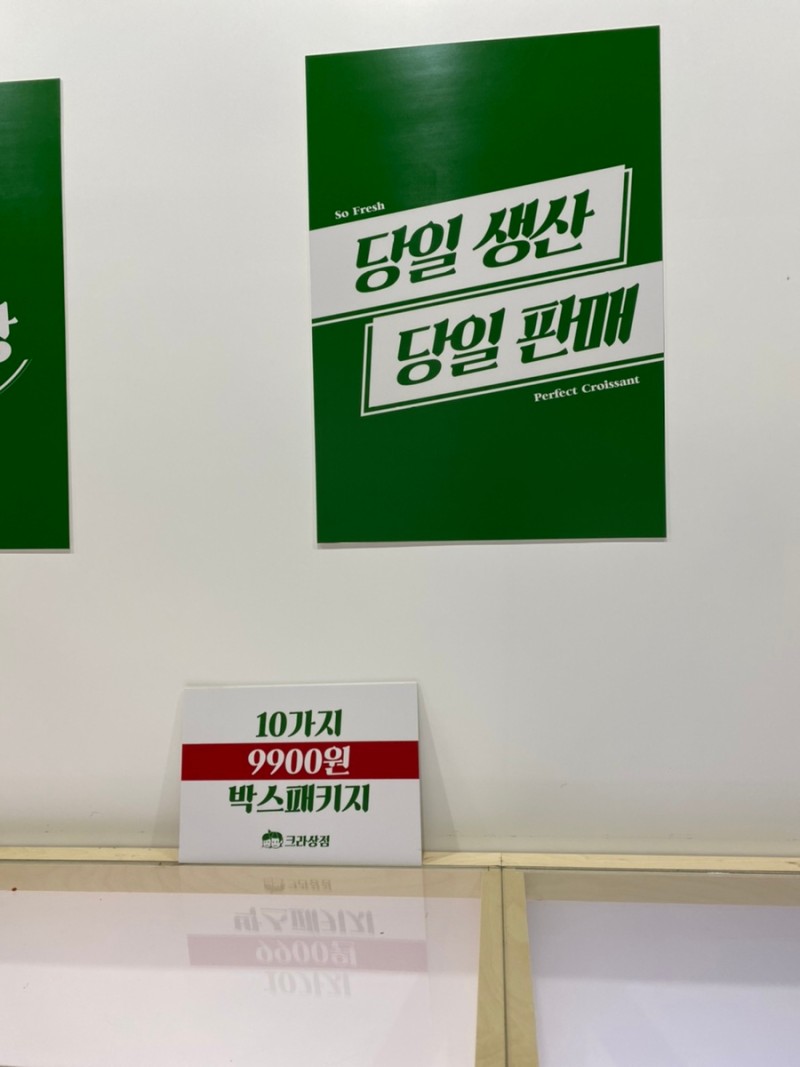 So Fresh
당일 생산
당일 판매
Perfect Croissant
10가지
9900원
박스패키지
크라상점